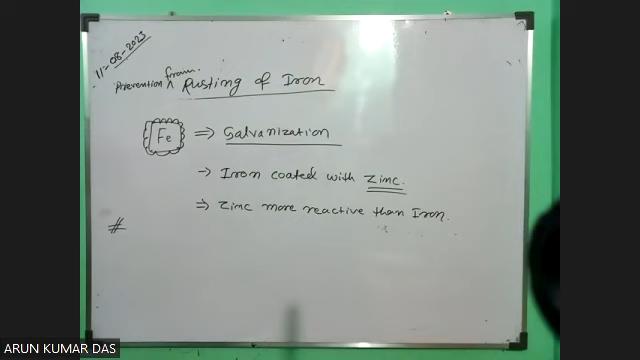 11-08-2023
Prevention from Rusting of Iron
Fe ⇒ Galvanization
→ Iron coated with Zinc.
⇒ Zinc more reactive than Iron.
#
ARUN KUMAR DAS